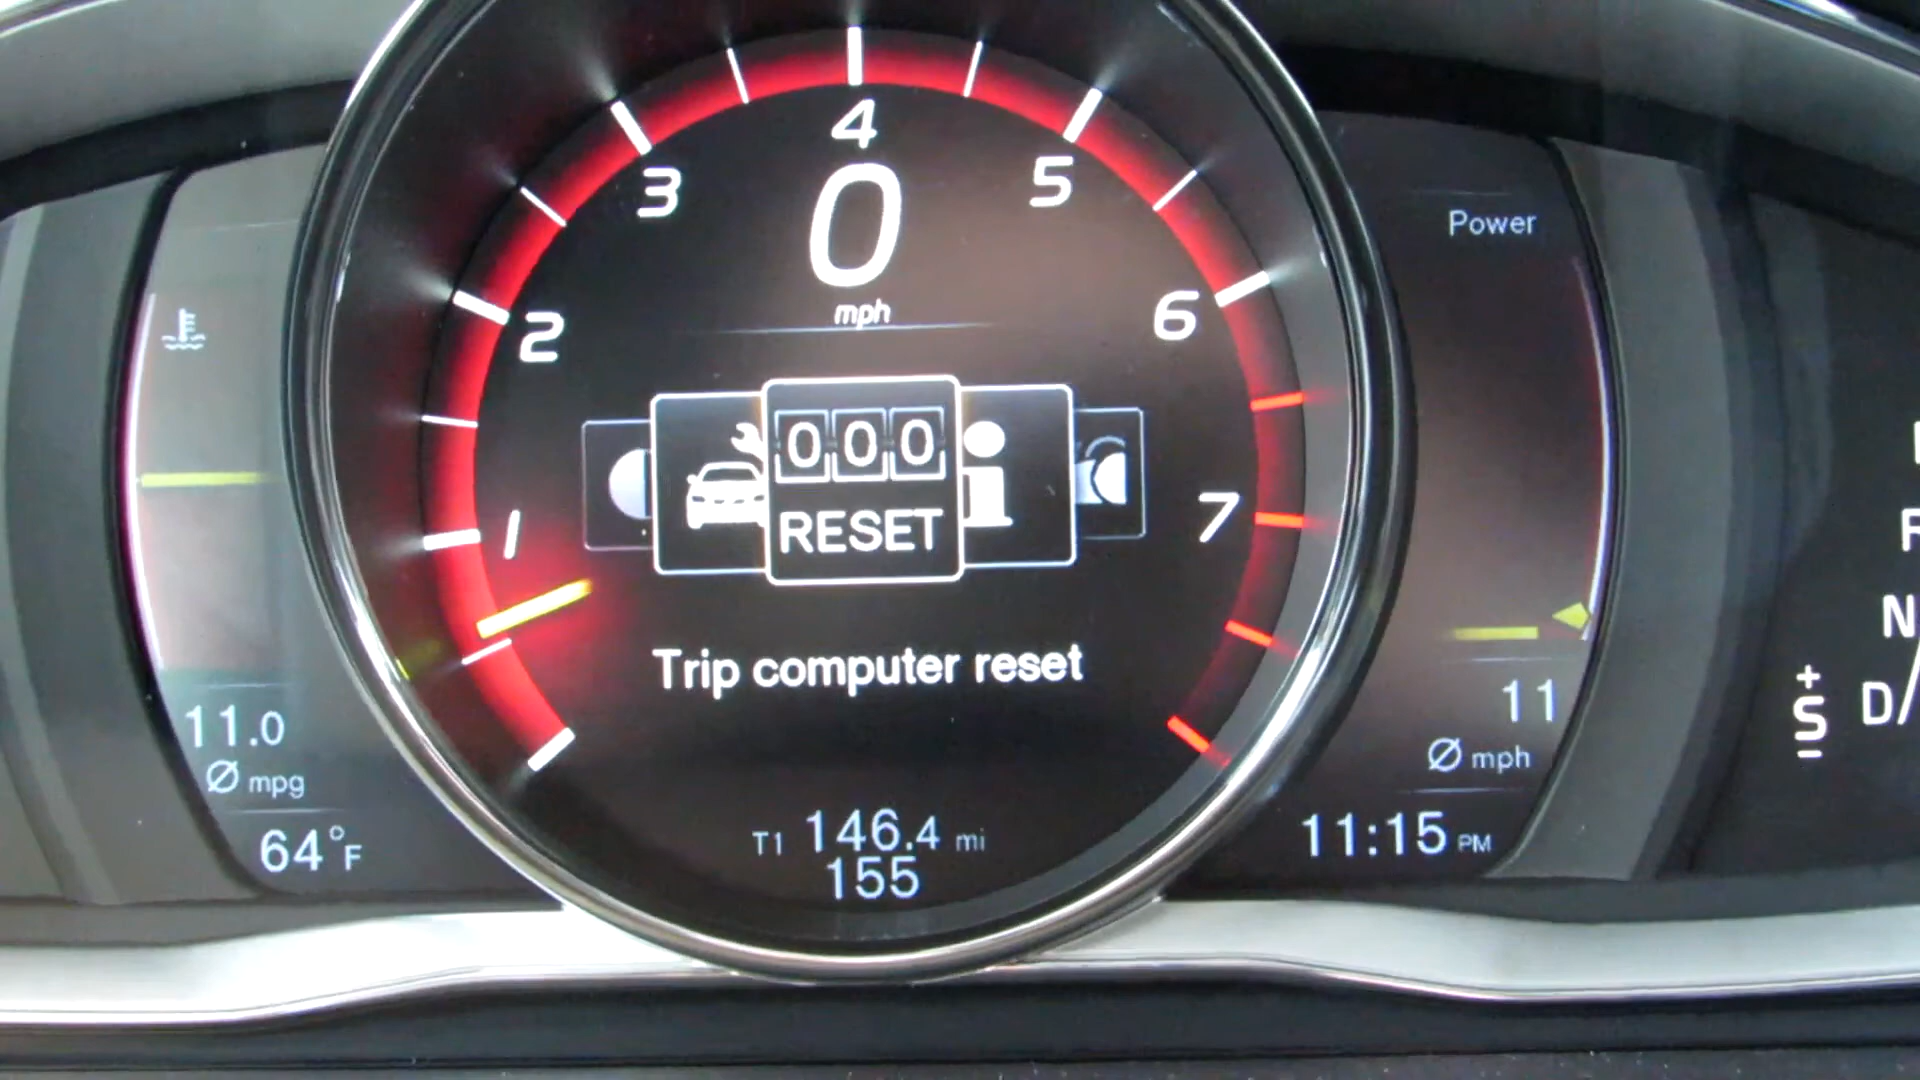 4
3
5
0
mph
2
6
1
7
000
RESET
Trip computer reset
Power
11.0
Ø mpg
64°F
T1 146.4 mi
155
11
Ø mph
11:15 PM
N
+
S
−
D/